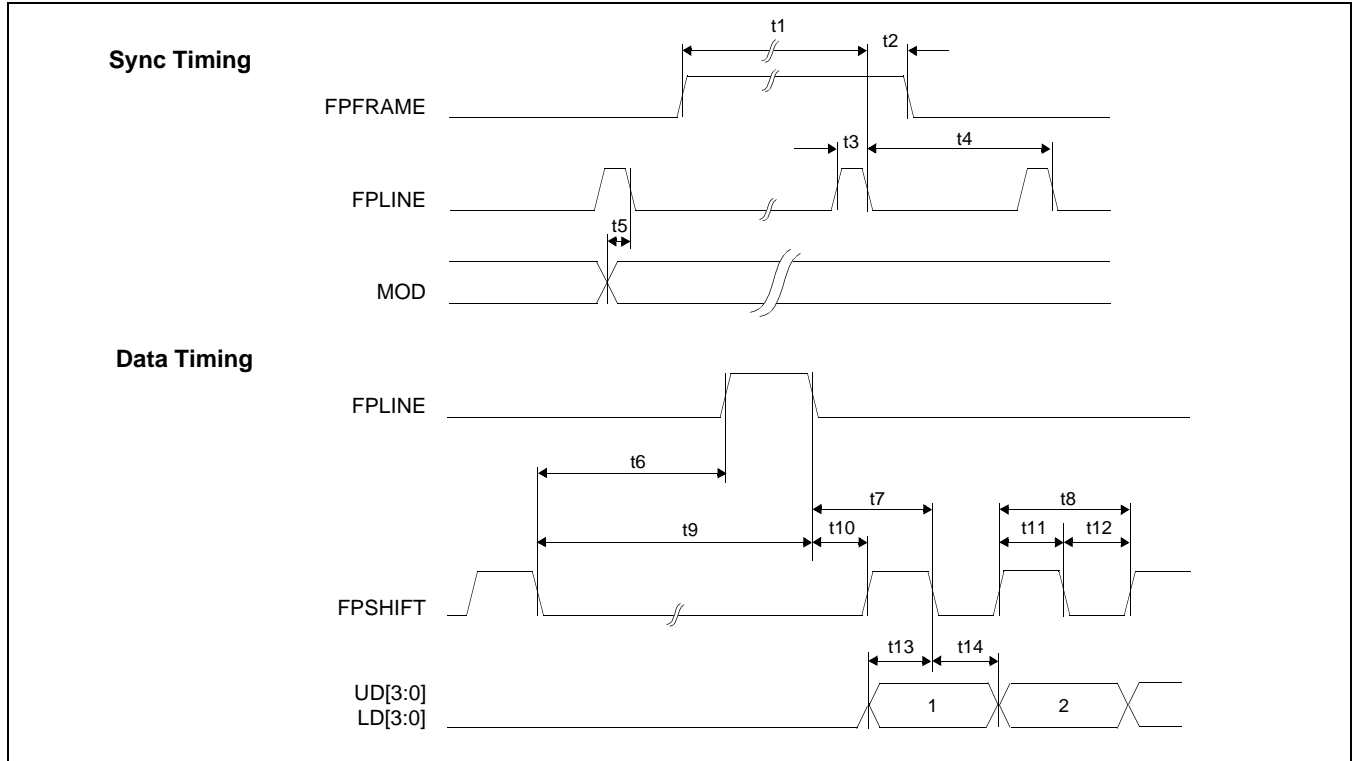 t1
t2
Sync Timing
FPFRAME
t3
t4
FPLINE
t5
MOD
Data Timing
FPLINE
t6
t7
t8
t9
t10
t11
t12
FPSHIFT
t13
t14
UD[3:0]
LD[3:0]
1
2